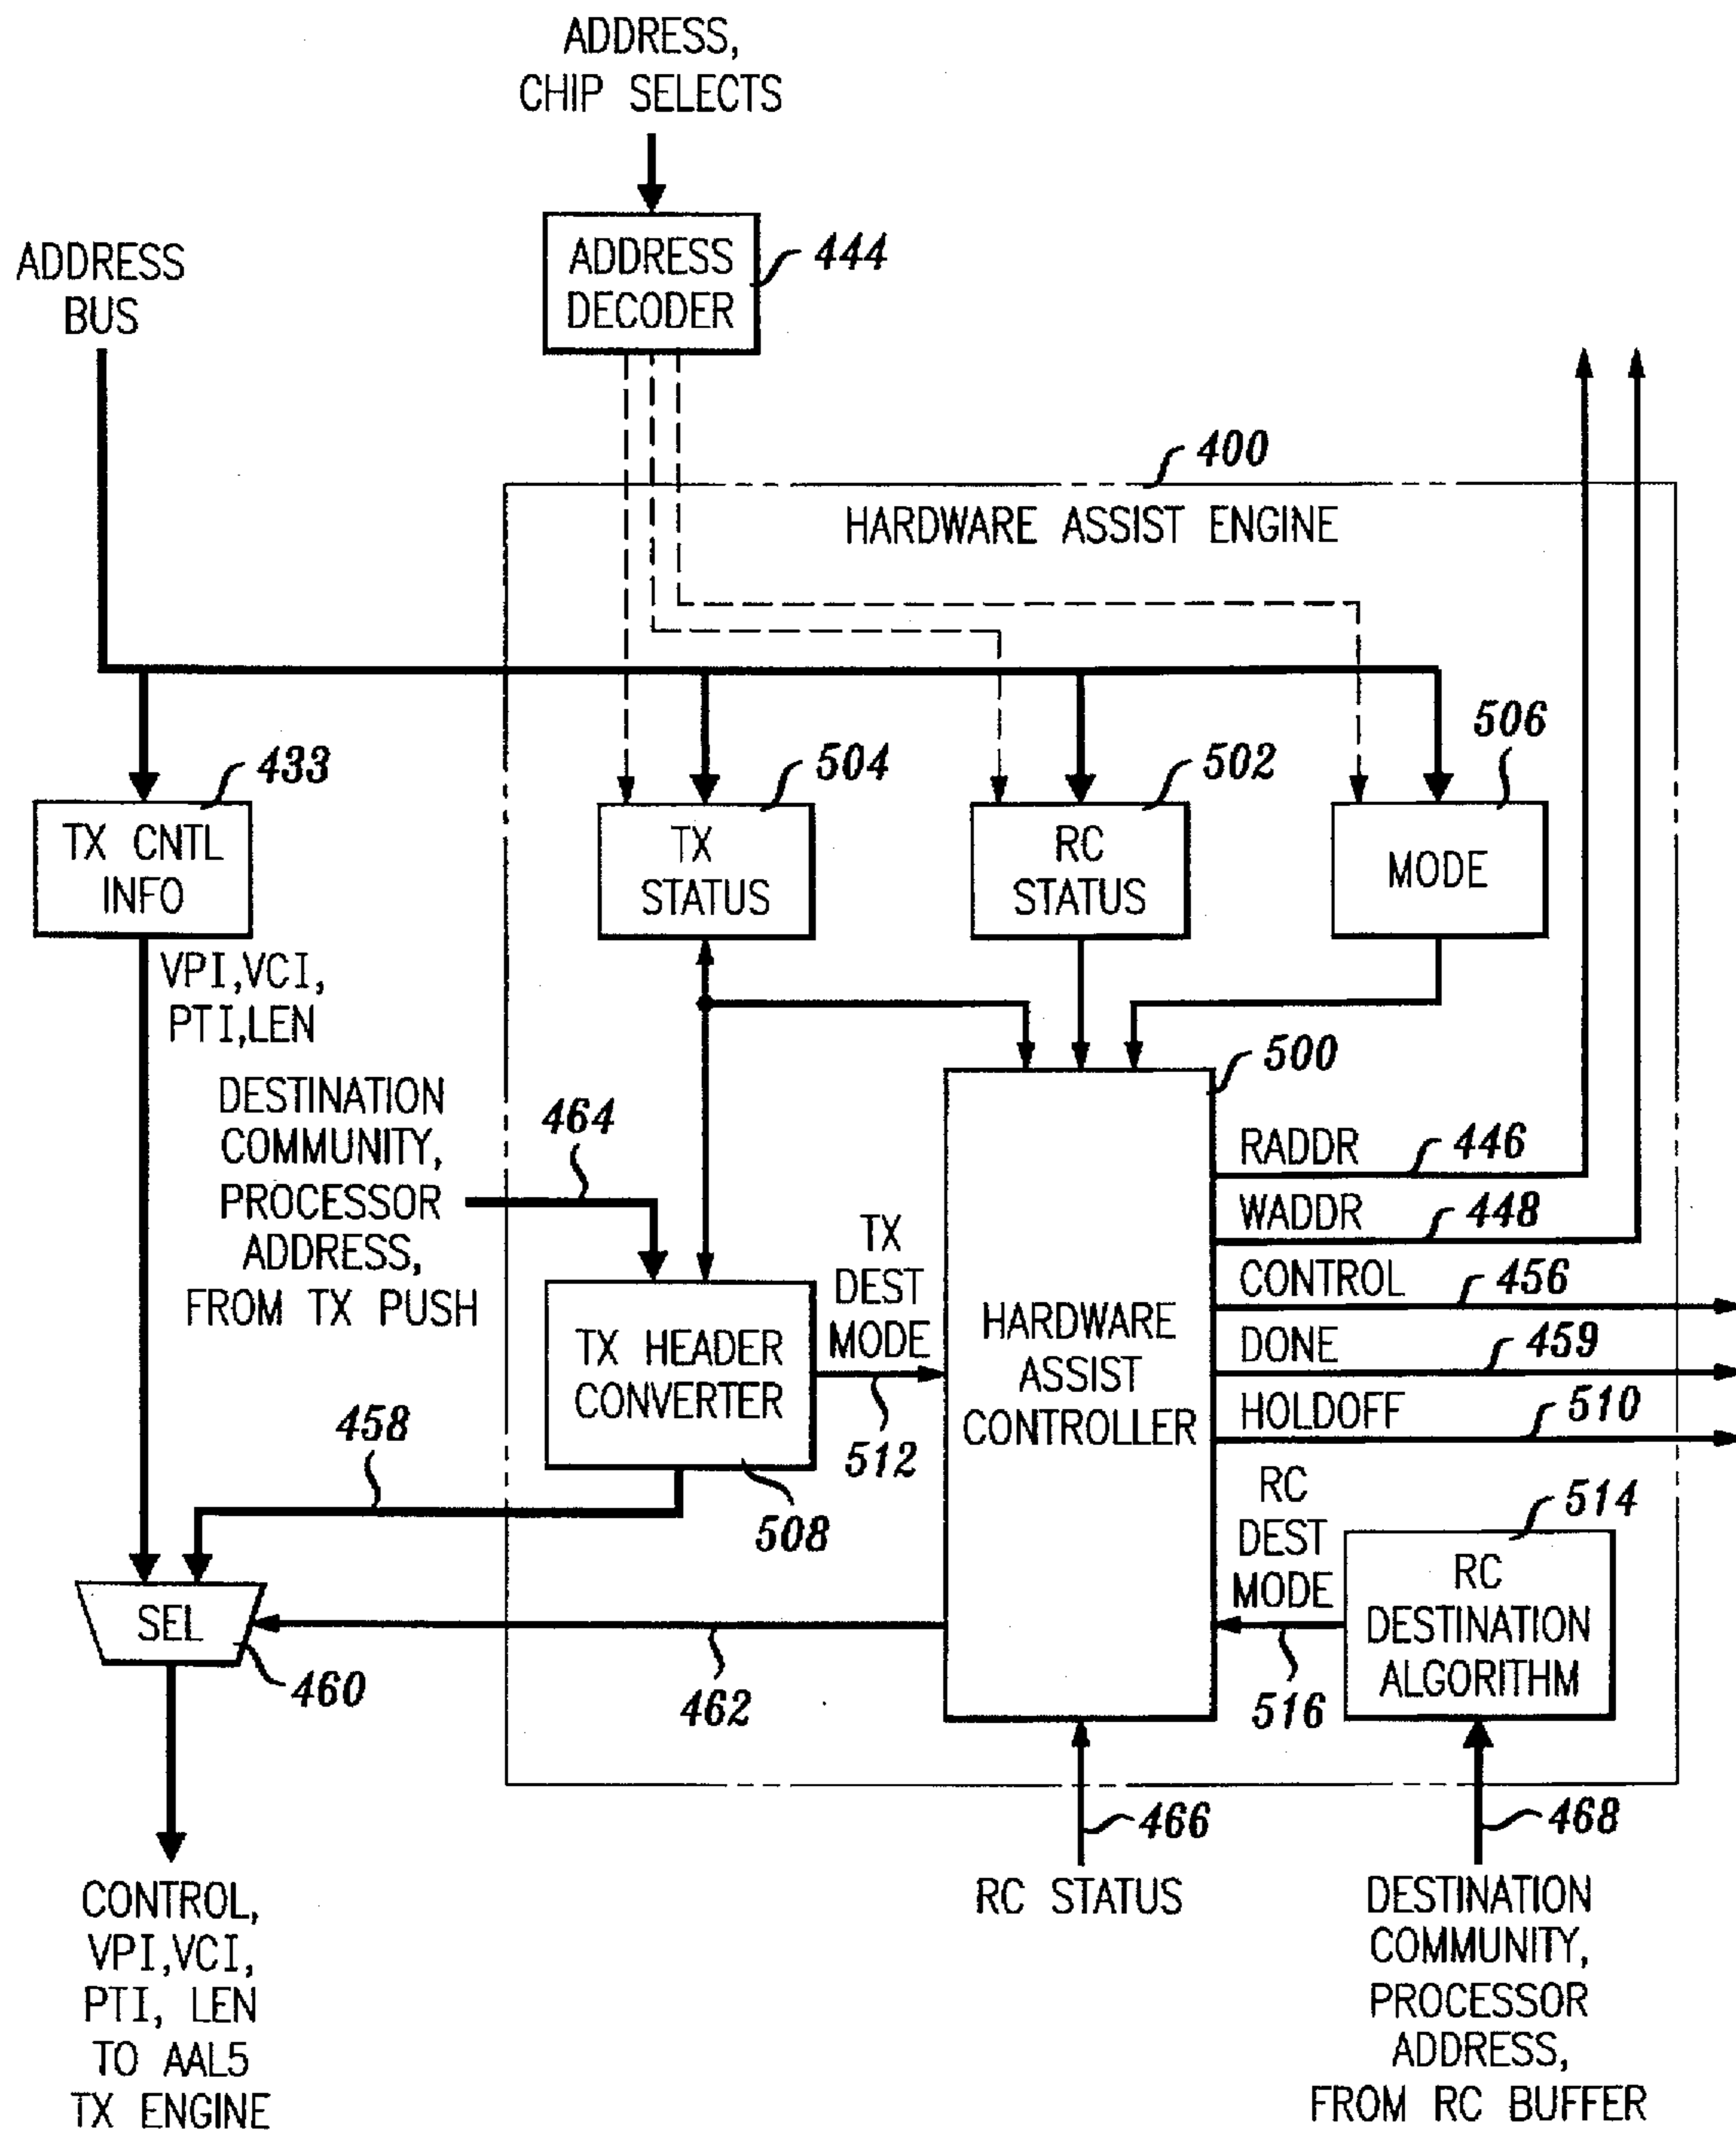 ADDRESS,
CHIP SELECTS
ADDRESS
DECODER
444
ADDRESS
BUS
400
HARDWARE ASSIST ENGINE
433
TX CNTL
INFO
504
TX
STATUS
502
RC
STATUS
506
MODE
VPI,VCI,
PTI,LEN
DESTINATION
COMMUNITY,
PROCESSOR
ADDRESS,
FROM TX PUSH
464
500
HARDWARE
ASSIST
CONTROLLER
RADDR
446
WADDR
448
CONTROL
456
DONE
459
HOLDOFF
510
TX
DEST
MODE
512
TX HEADER
CONVERTER
508
458
SEL
460
462
RC
DEST
MODE
516
514
RC
DESTINATION
ALGORITHM
466
RC STATUS
468
DESTINATION
COMMUNITY,
PROCESSOR
ADDRESS,
FROM RC BUFFER
CONTROL,
VPI,VCI,
PTI, LEN
TO AAL5
TX ENGINE